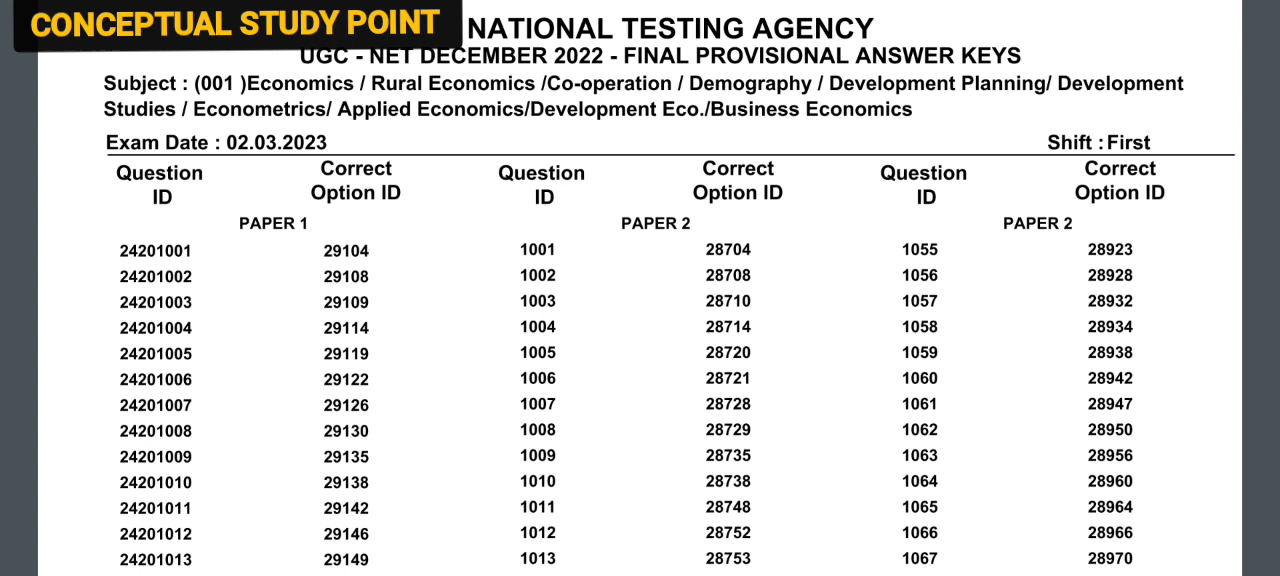 CONCEPTUAL STUDY POINT
NATIONAL TESTING AGENCY
UGC - NET DECEMBER 2022 - FINAL PROVISIONAL ANSWER KEYS
Subject : (001 )Economics / Rural Economics /Co-operation / Demography / Development Planning/ Development
Studies / Econometrics/ Applied Economics/Development Eco./Business Economics
Exam Date : 02.03.2023 Shift : First
Question ID Correct Option ID Question ID Correct Option ID Question ID Correct Option ID
PAPER 1 PAPER 2 PAPER 2
24201001 29104 1001 28704 1055 28923
24201002 29108 1002 28708 1056 28928
24201003 29109 1003 28710 1057 28932
24201004 29114 1004 28714 1058 28934
24201005 29119 1005 28720 1059 28938
24201006 29122 1006 28721 1060 28942
24201007 29126 1007 28728 1061 28947
24201008 29130 1008 28729 1062 28950
24201009 29135 1009 28735 1063 28956
24201010 29138 1010 28738 1064 28960
24201011 29142 1011 28748 1065 28964
24201012 29146 1012 28752 1066 28966
24201013 29149 1013 28753 1067 28970